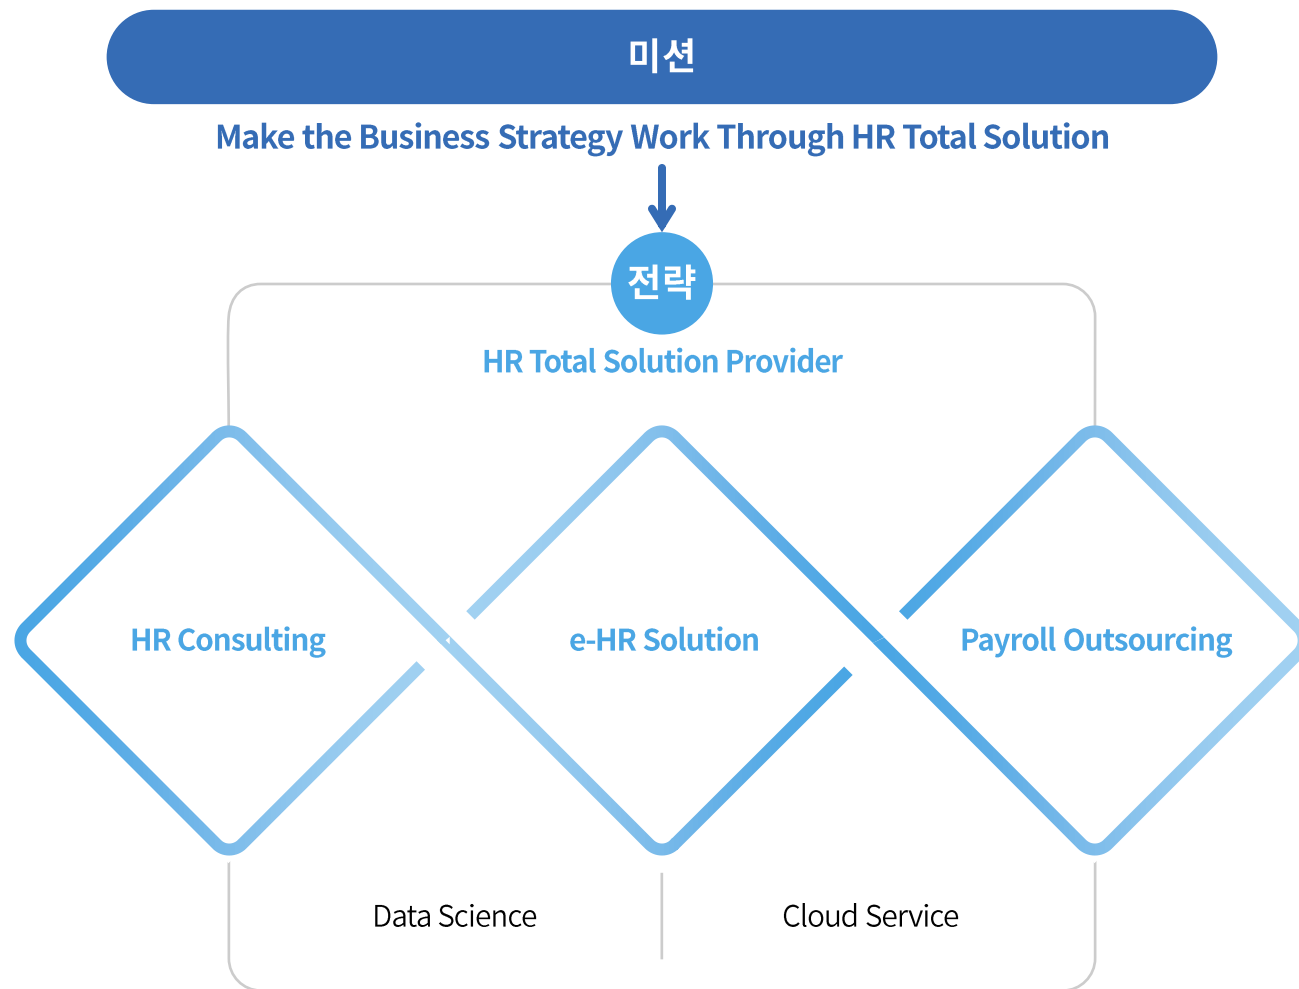 미션
Make the Business Strategy Work Through HR Total Solution
전략
HR Total Solution Provider
HR Consulting
e-HR Solution
Payroll Outsourcing
Data Science
Cloud Service